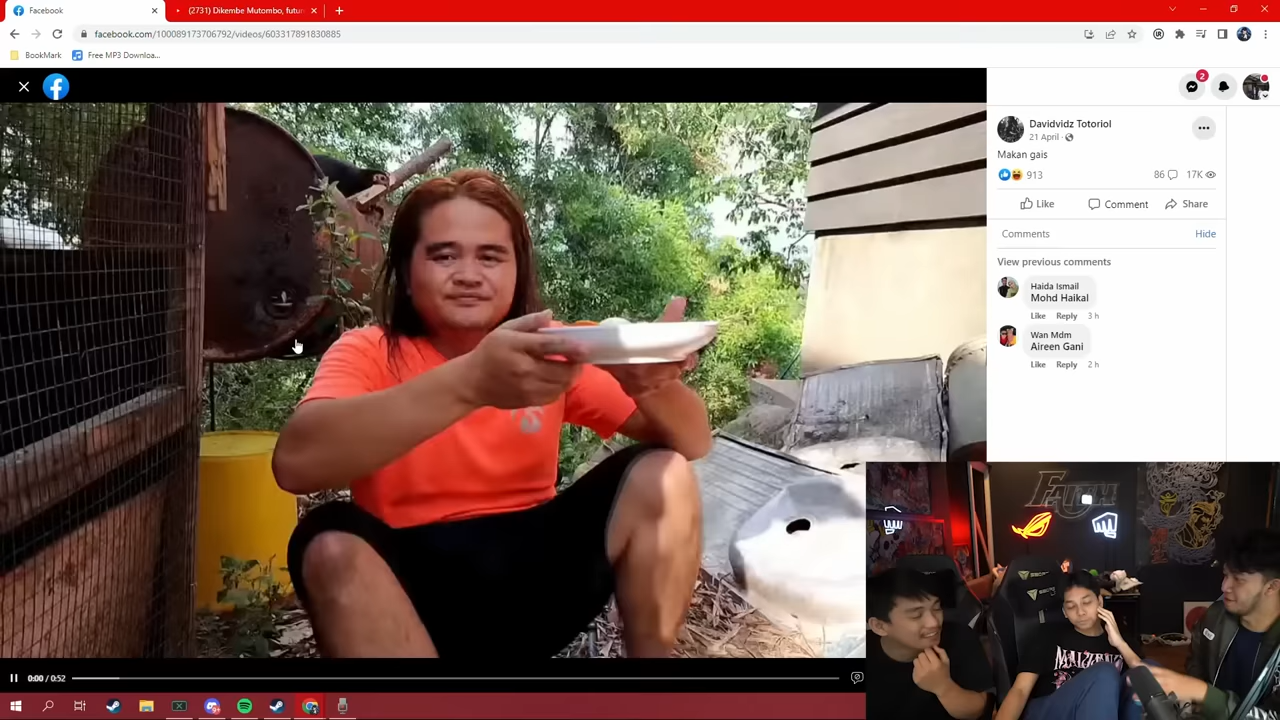 Facebook
(2731) Dikembe Mutombo, futur
facebook.com/100089173706792/videos/603317891830885
BookMark
Free MP3 Downloa...
2
Davidvidz Totoriol
21 April
Makan gais
913
86
17K
Like
Comment
Share
Comments
Hide
View previous comments
Haida Ismail
Mohd Haikal
Like
Reply
3 h
Wan Mdm
Aireen Gani
Like
Reply
2 h
FAUH
0:00 / 0:52